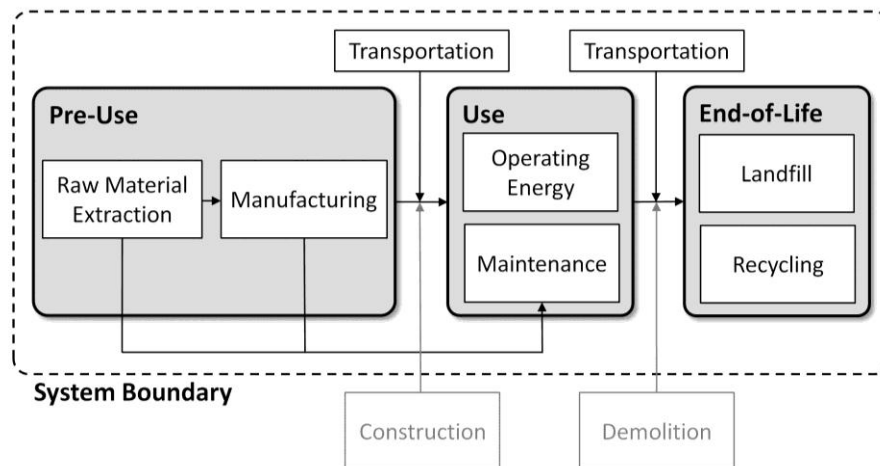 Transportation
Transportation
Pre-Use
Use
End-of-Life
Raw Material
Extraction
Manufacturing
Operating
Energy
Landfill
Maintenance
Recycling
System Boundary
Construction
Demolition